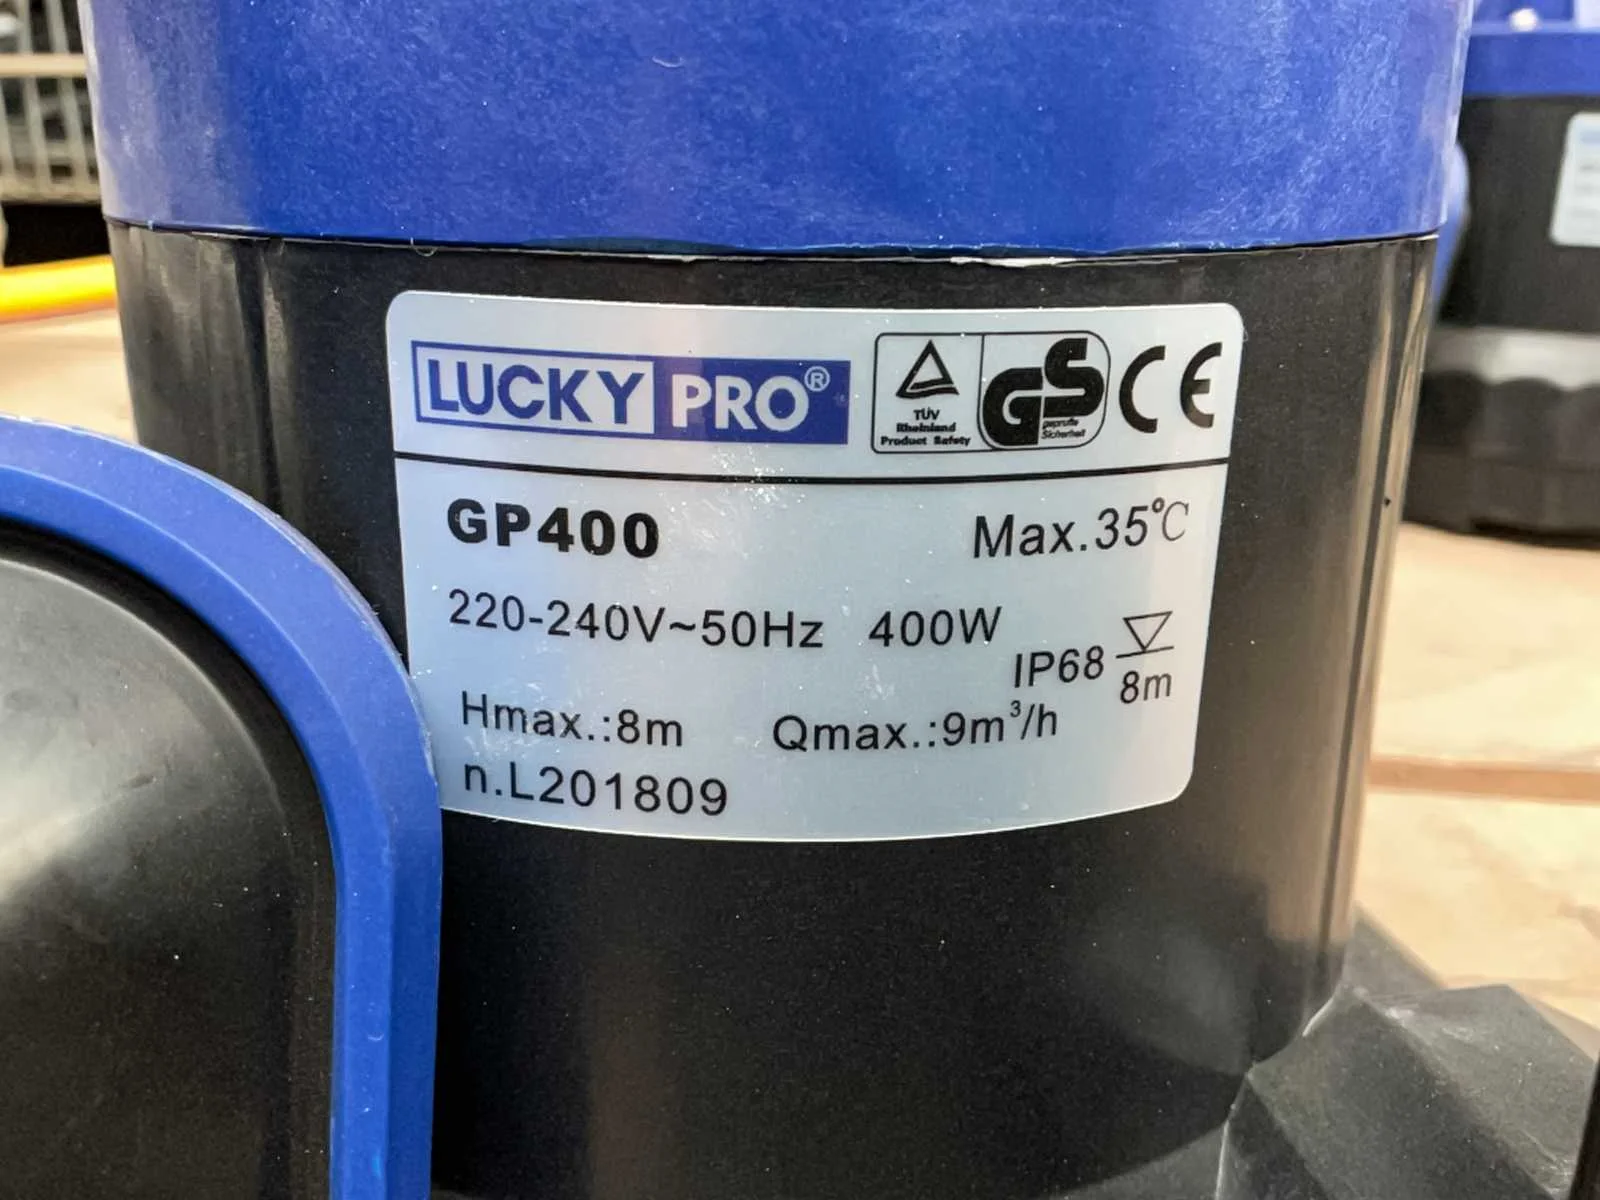 LUCKY PRO®
TÜV
Rheinland
Product Safety
GS
geprüfte
Sicherheit
CE
GP400
Max.35℃
220-240V~50Hz 400W
IP68
8m
Hmax.:8m
Qmax.:9m³/h
n.L201809